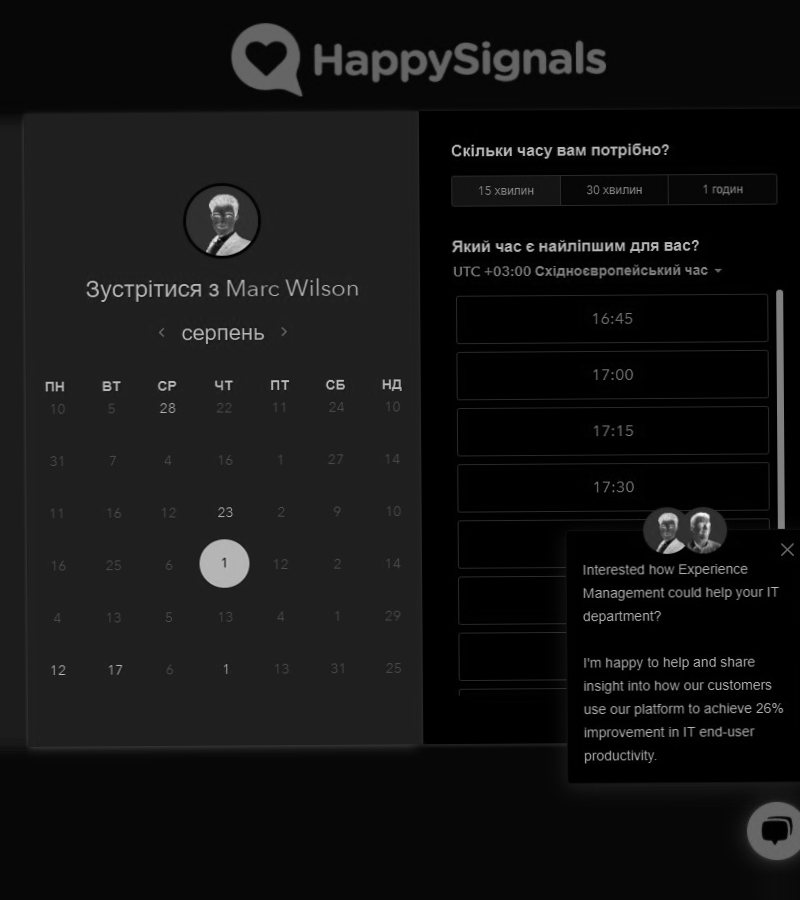 HappySignals
Зустрітися з Marc Wilson
серпень
ПН ВТ СР ЧТ ПТ СБ НД
10 5 28 22 11 24 10
31 7 4 16 1 27 14
11 16 12 23 2 9 10
16 25 6 1 12 2 14
4 13 5 13 4 1 29
12 17 6 1 13 31 25
Скільки часу вам потрібно?
15 хвилин 30 хвилин 1 годин
Який час є найліпшим для вас?
UTC +03:00 Східноєвропейський час
16:45
17:00
17:15
17:30
Interested how Experience
Management could help your IT
department?
I'm happy to help and share
insight into how our customers
use our platform to achieve 26%
improvement in IT end-user
productivity.